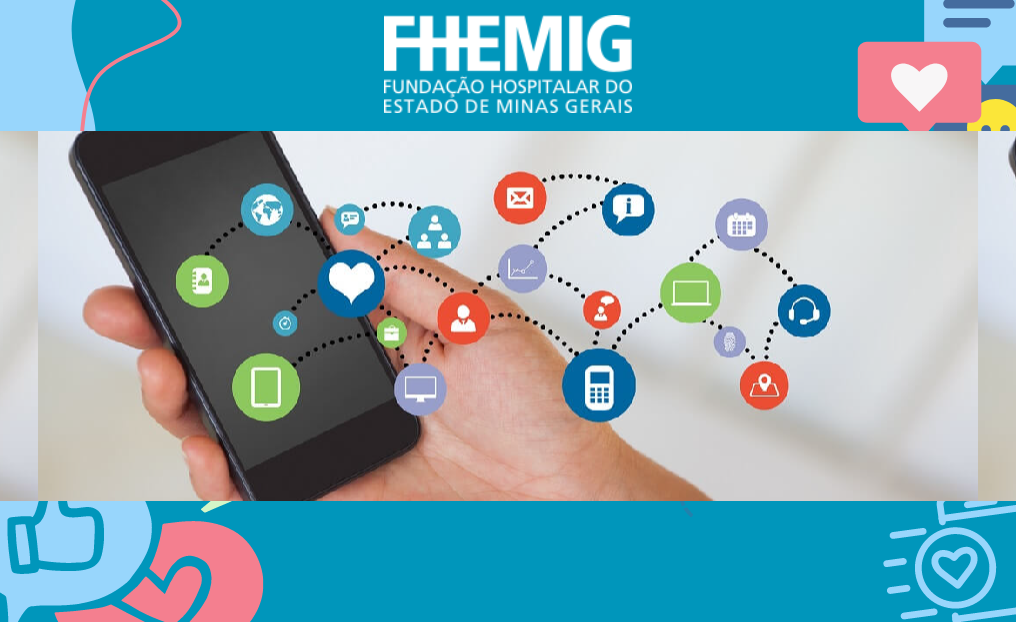 FHEMIG
FUNDAÇÃO HOSPITALAR DO
ESTADO DE MINAS GERAIS